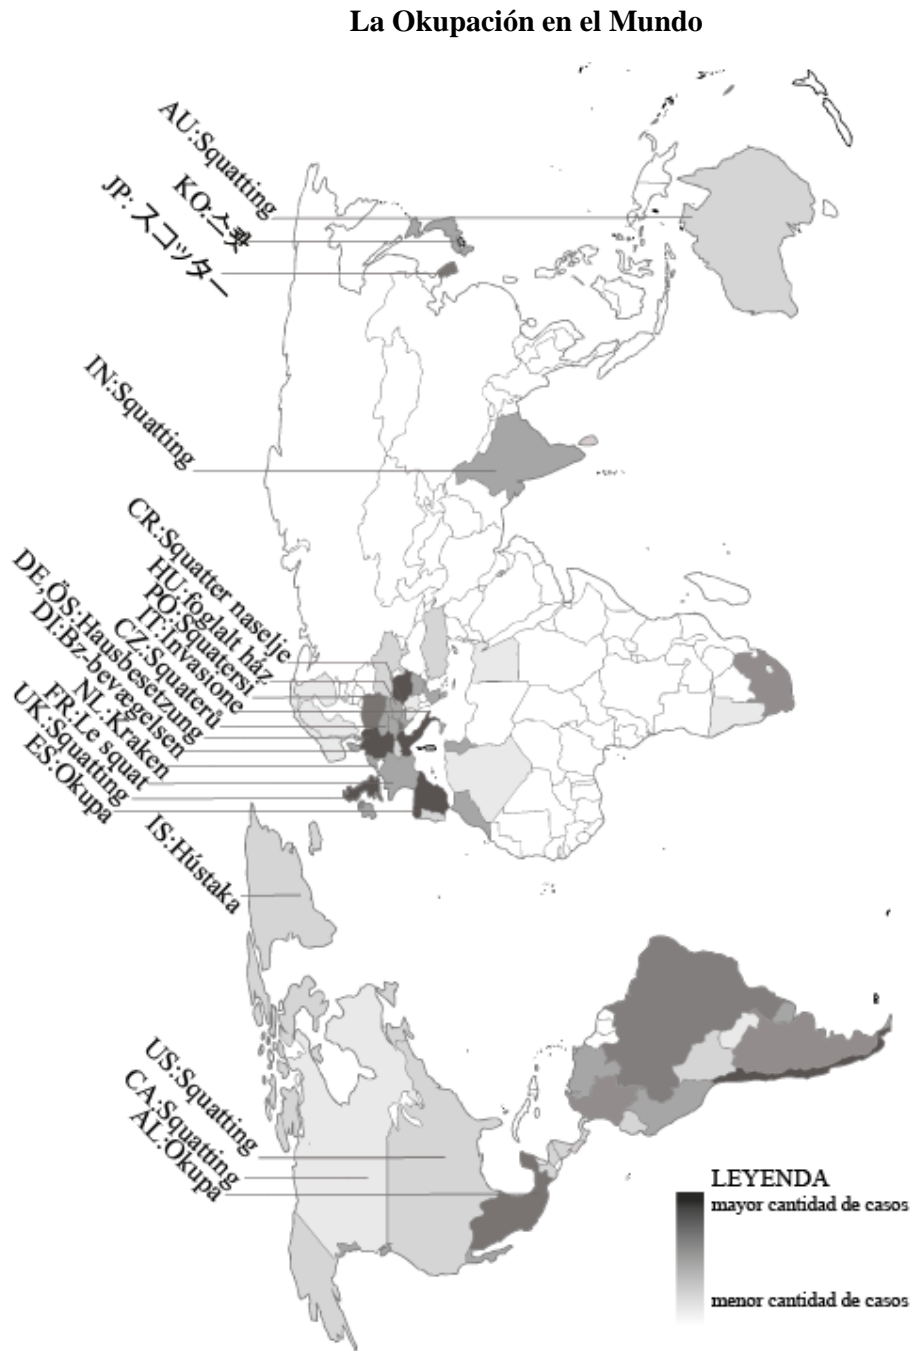 La Okupación en el Mundo
AU:Squatting
KO:스쾃
JP: スコッター
IN:Squatting
CR:Squatter naselje
HU:foglalt ház
PO:Squatersi
IT:Invasione
CZ:Squaterů
DE,ÖS:Hausbesetzung
DI:Bz-bevægelsen
NL:Kraken
FR:Le squat
UK:Squatting
ES:Okupa
IS:Hústaka
US:Squatting
CA:Squatting
AL:Okupa
LEYENDA
mayor cantidad de casos
menor cantidad de casos